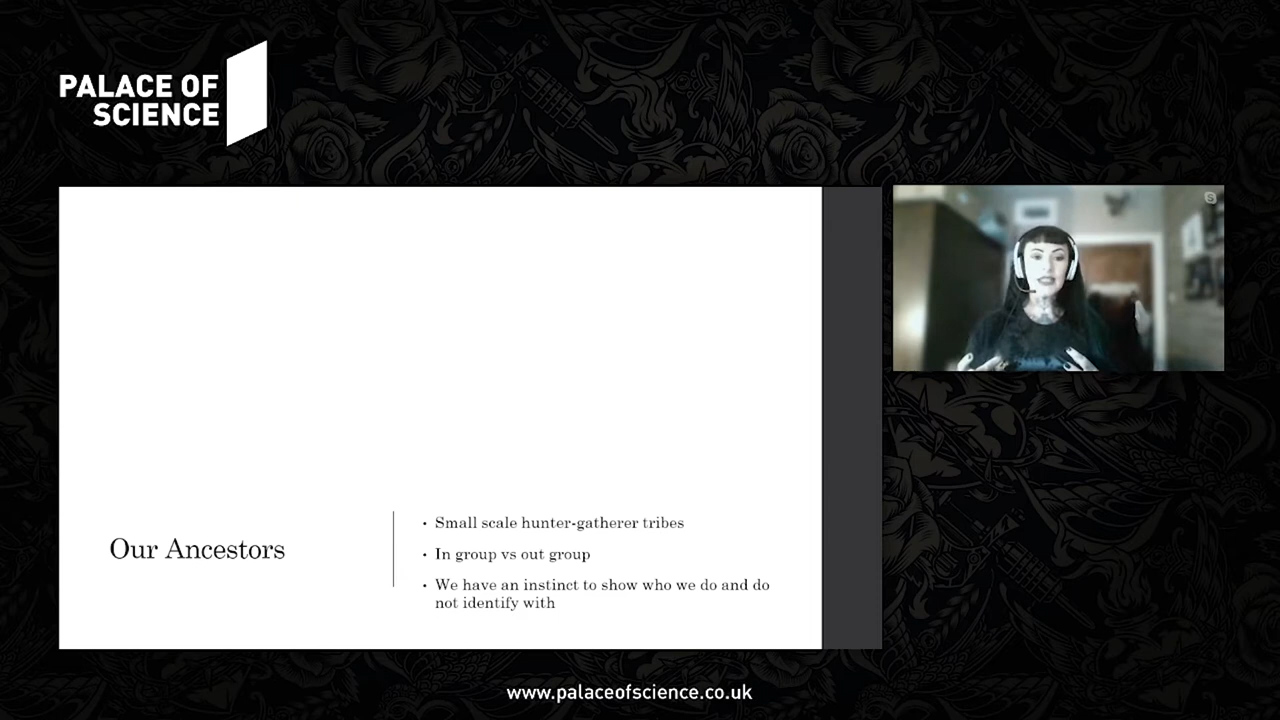 PALACE OF
SCIENCE
Our Ancestors
• Small scale hunter-gatherer tribes
• In group vs out group
• We have an instinct to show who we do and do
not identify with
www.palaceofscience.co.uk